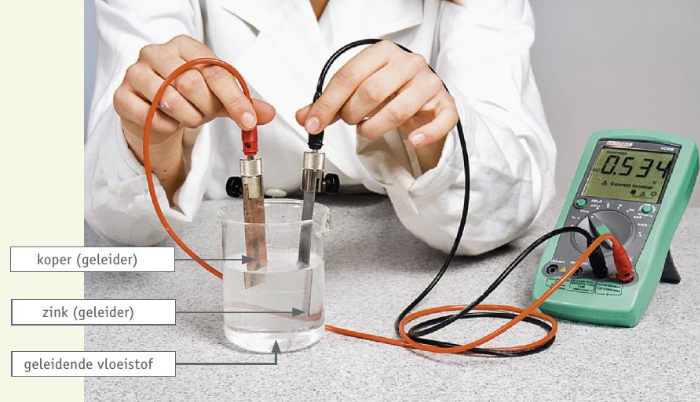 koper (geleider)
zink (geleider)
geleidende vloeistof
0.534